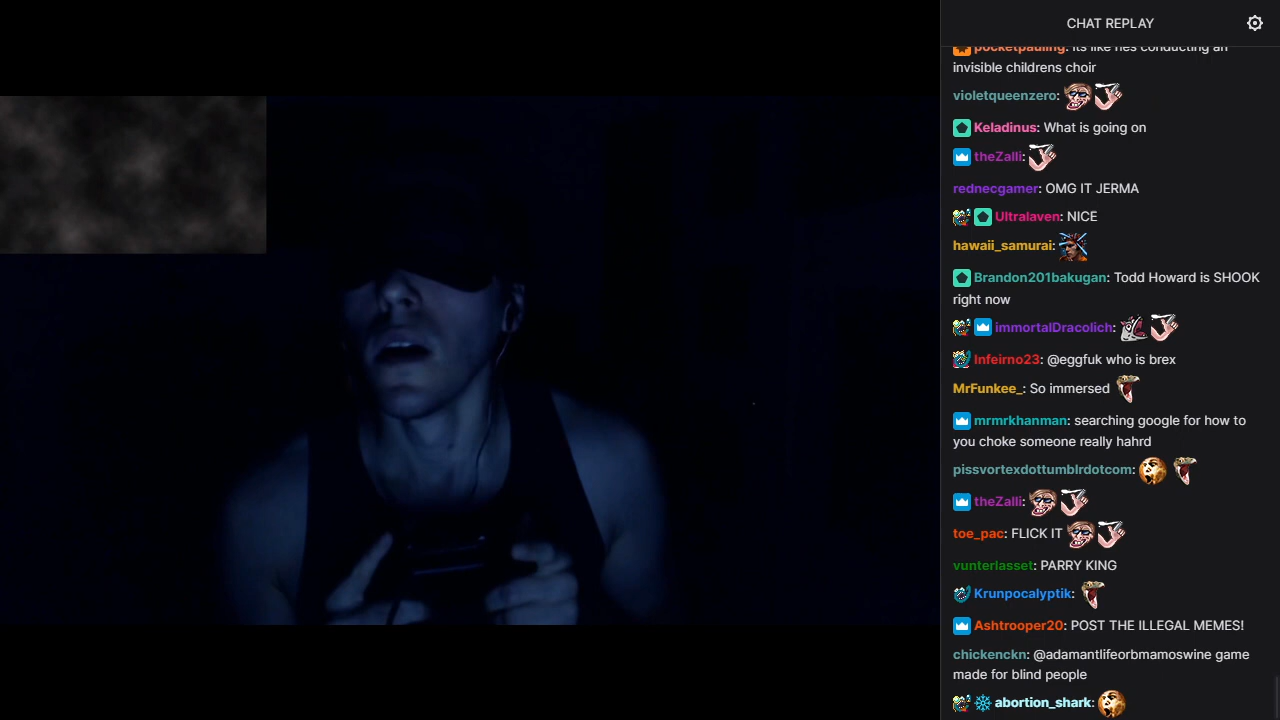 CHAT REPLAY
pocketpauling: its like hes conducting an
invisible childrens choir
violetqueenzero:
Keladinus: What is going on
theZalli:
rednecgamer: OMG IT JERMA
Ultralaven: NICE
hawaii_samurai:
Brandon201bakugan: Todd Howard is SHOOK
right now
immortalDracolich:
Infeirno23: @eggfuk who is brex
MrFunkee_: So immersed
mrmrkhanman: searching google for how to
you choke someone really hahrd
pissvortexdottumblrdotcom:
theZalli:
toe_pac: FLICK IT
vunterlasset: PARRY KING
Krunpocalyptik:
Ashtrooper20: POST THE ILLEGAL MEMES!
chickenckn: @adamantlifeorbmamoswine game
made for blind people
abortion_shark: